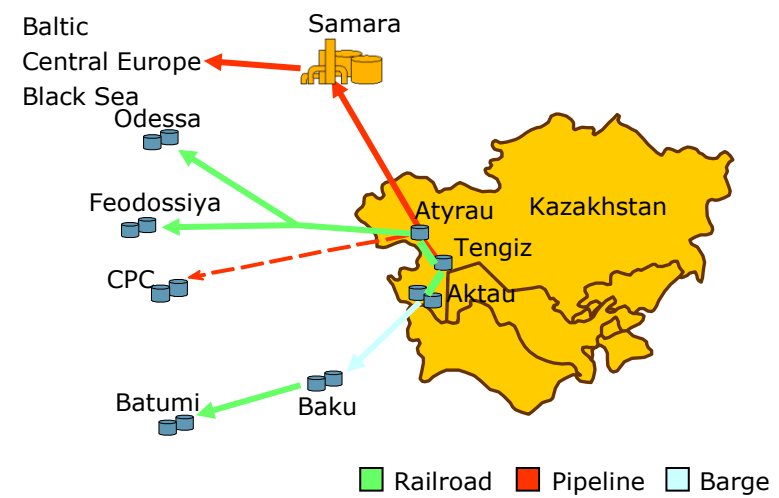 Baltic
Samara
Central Europe
Black Sea
Odessa
Feodossiya
Atyrau
Kazakhstan
Tengiz
CPC
Aktau
Batumi
Baku
Railroad
Pipeline
Barge